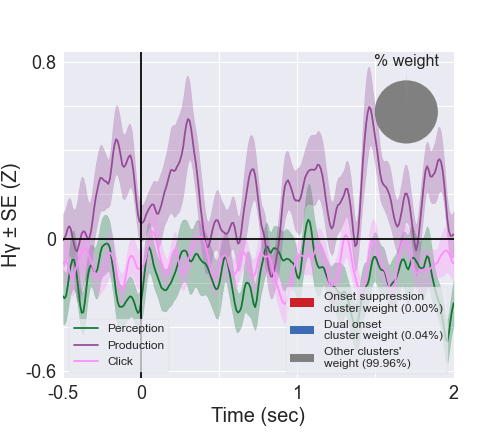 % weight
0.8
0
-0.6
Hγ ± SE (Z)
Perception
Production
Click
Onset suppression
cluster weight (0.00%)
Dual onset
cluster weight (0.04%)
Other clusters'
weight (99.96%)
-0.5
0
1
2
Time (sec)